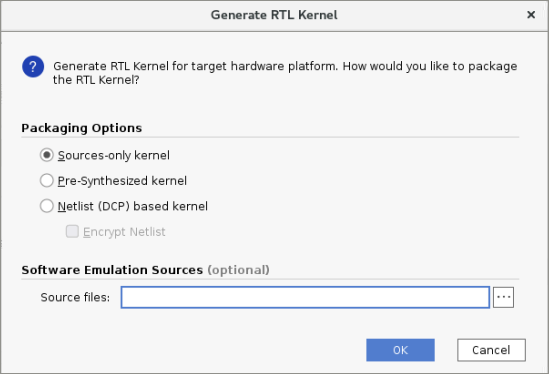 Generate RTL Kernel
Generate RTL Kernel for target hardware platform. How would you like to package
the RTL Kernel?
Packaging Options
Sources-only kernel
Pre-Synthesized kernel
Netlist (DCP) based kernel
Encrypt Netlist
Software Emulation Sources (optional)
Source files:
OK Cancel